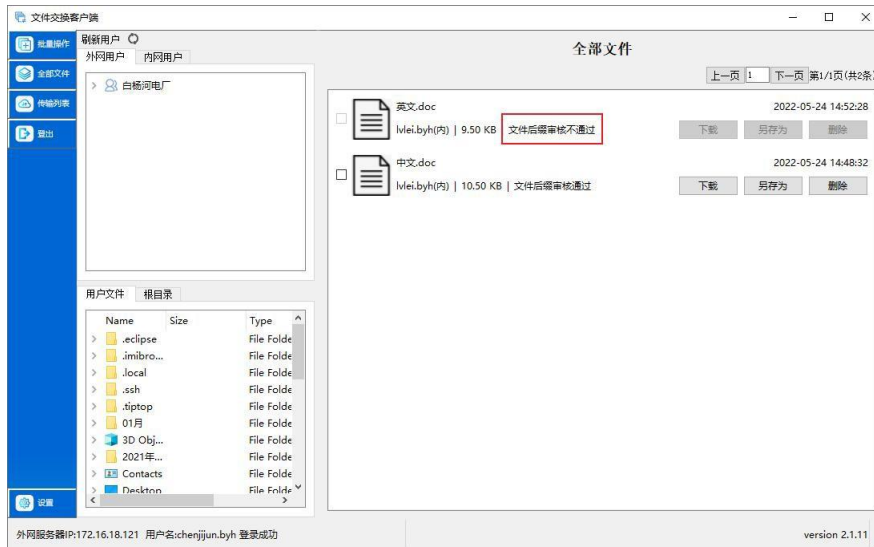 文件交换客户端
批量操作
全部文件
传输列表
登出
设置
刷新用户
外网用户 内网用户
白杨河电厂
用户文件 根目录
Name Size Type
.eclipse File Folde
.imibro... File Folde
.local File Folde
.ssh File Folde
.tiptop File Folde
01月 File Folde
3D Obj... File Folde
2021年... File Folde
Contacts File Folde
Desktop File Folde
全部文件
上一页 1 下一页 第1/1页(共2条)
英文.doc 2022-05-24 14:52:28
lvlei.byh(内) | 9.50 KB 文件后缀审核不通过 下载 另存为 删除
中文.doc 2022-05-24 14:48:32
lvlei.byh(内) | 10.50 KB | 文件后缀审核通过 下载 另存为 删除
外网服务器IP:172.16.18.121 用户名:chenjijun.byh 登录成功 version 2.1.11